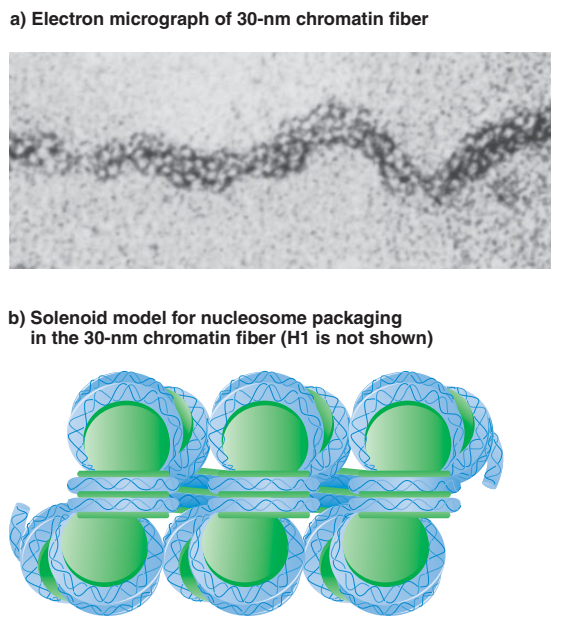 a) Electron micrograph of 30-nm chromatin fiber
b) Solenoid model for nucleosome packaging
in the 30-nm chromatin fiber (H1 is not shown)